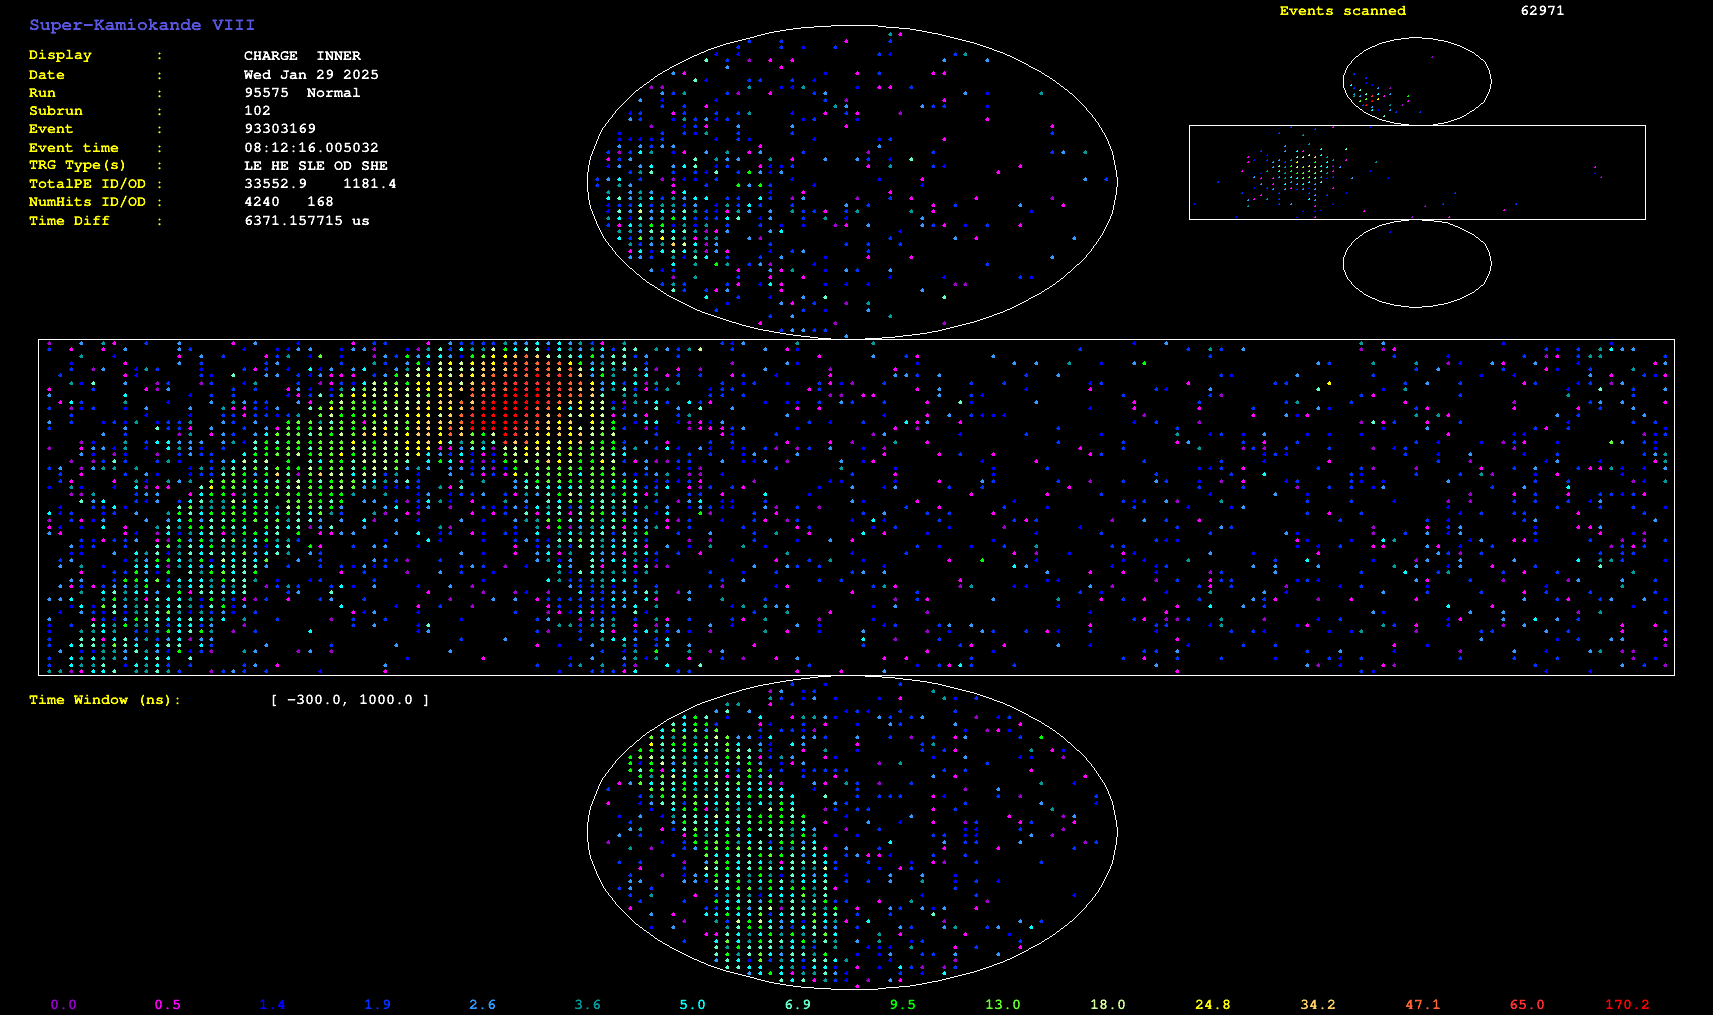 Super-Kamiokande VIII
Display : CHARGE INNER
Date : Wed Jan 29 2025
Run : 95575 Normal
Subrun : 102
Event : 93303169
Event time : 08:12:16.005032
TRG Type(s) : LE HE SLE OD SHE
TotalPE ID/OD : 33552.9 1181.4
NumHits ID/OD : 4240 168
Time Diff : 6371.157715 us
Events scanned 62971
Time Window (ns): [ -300.0, 1000.0 ]
0.0 0.5 1.4 1.9 2.6 3.6 5.0 6.9 9.5 13.0 18.0 24.8 34.2 47.1 65.0 170.2